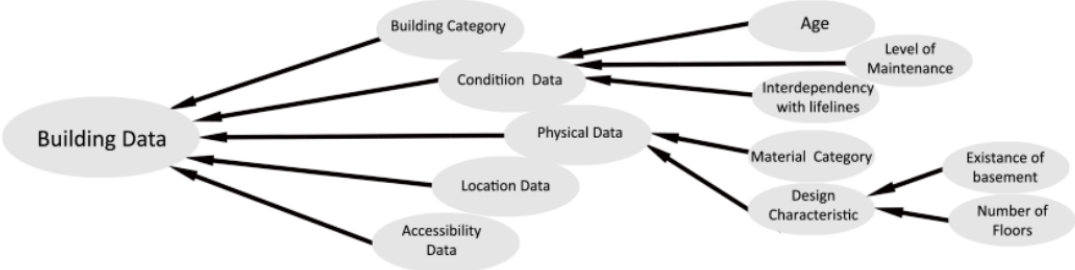 Building Category
Age
Level of
Maintenance
Conditiion Data
Interdependency
with lifelines
Building Data
Physical Data
Material Category
Existance of
basement
Location Data
Design
Characteristic
Number of
Floors
Accessibility
Data